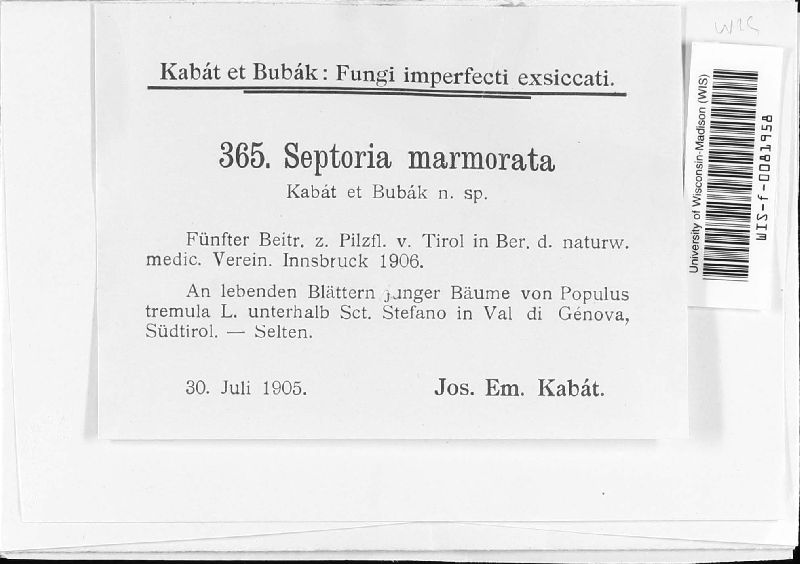 Kabát et Bubák: Fungi imperfecti exsiccati.
365. Septoria marmorata
Kabát et Bubák n. sp.
Fünfter Beitr. z. Pilzfl. v. Tirol in Ber. d. naturw.
medic. Verein. Innsbruck 1906.
An lebenden Blättern junger Bäume von Populus
tremula L. unterhalb Sct. Stefano in Val di Génova,
Südtirol. — Selten.
30. Juli 1905.
Jos. Em. Kabát.
University of Wisconsin-Madison (WIS)
WIS-f-0081958